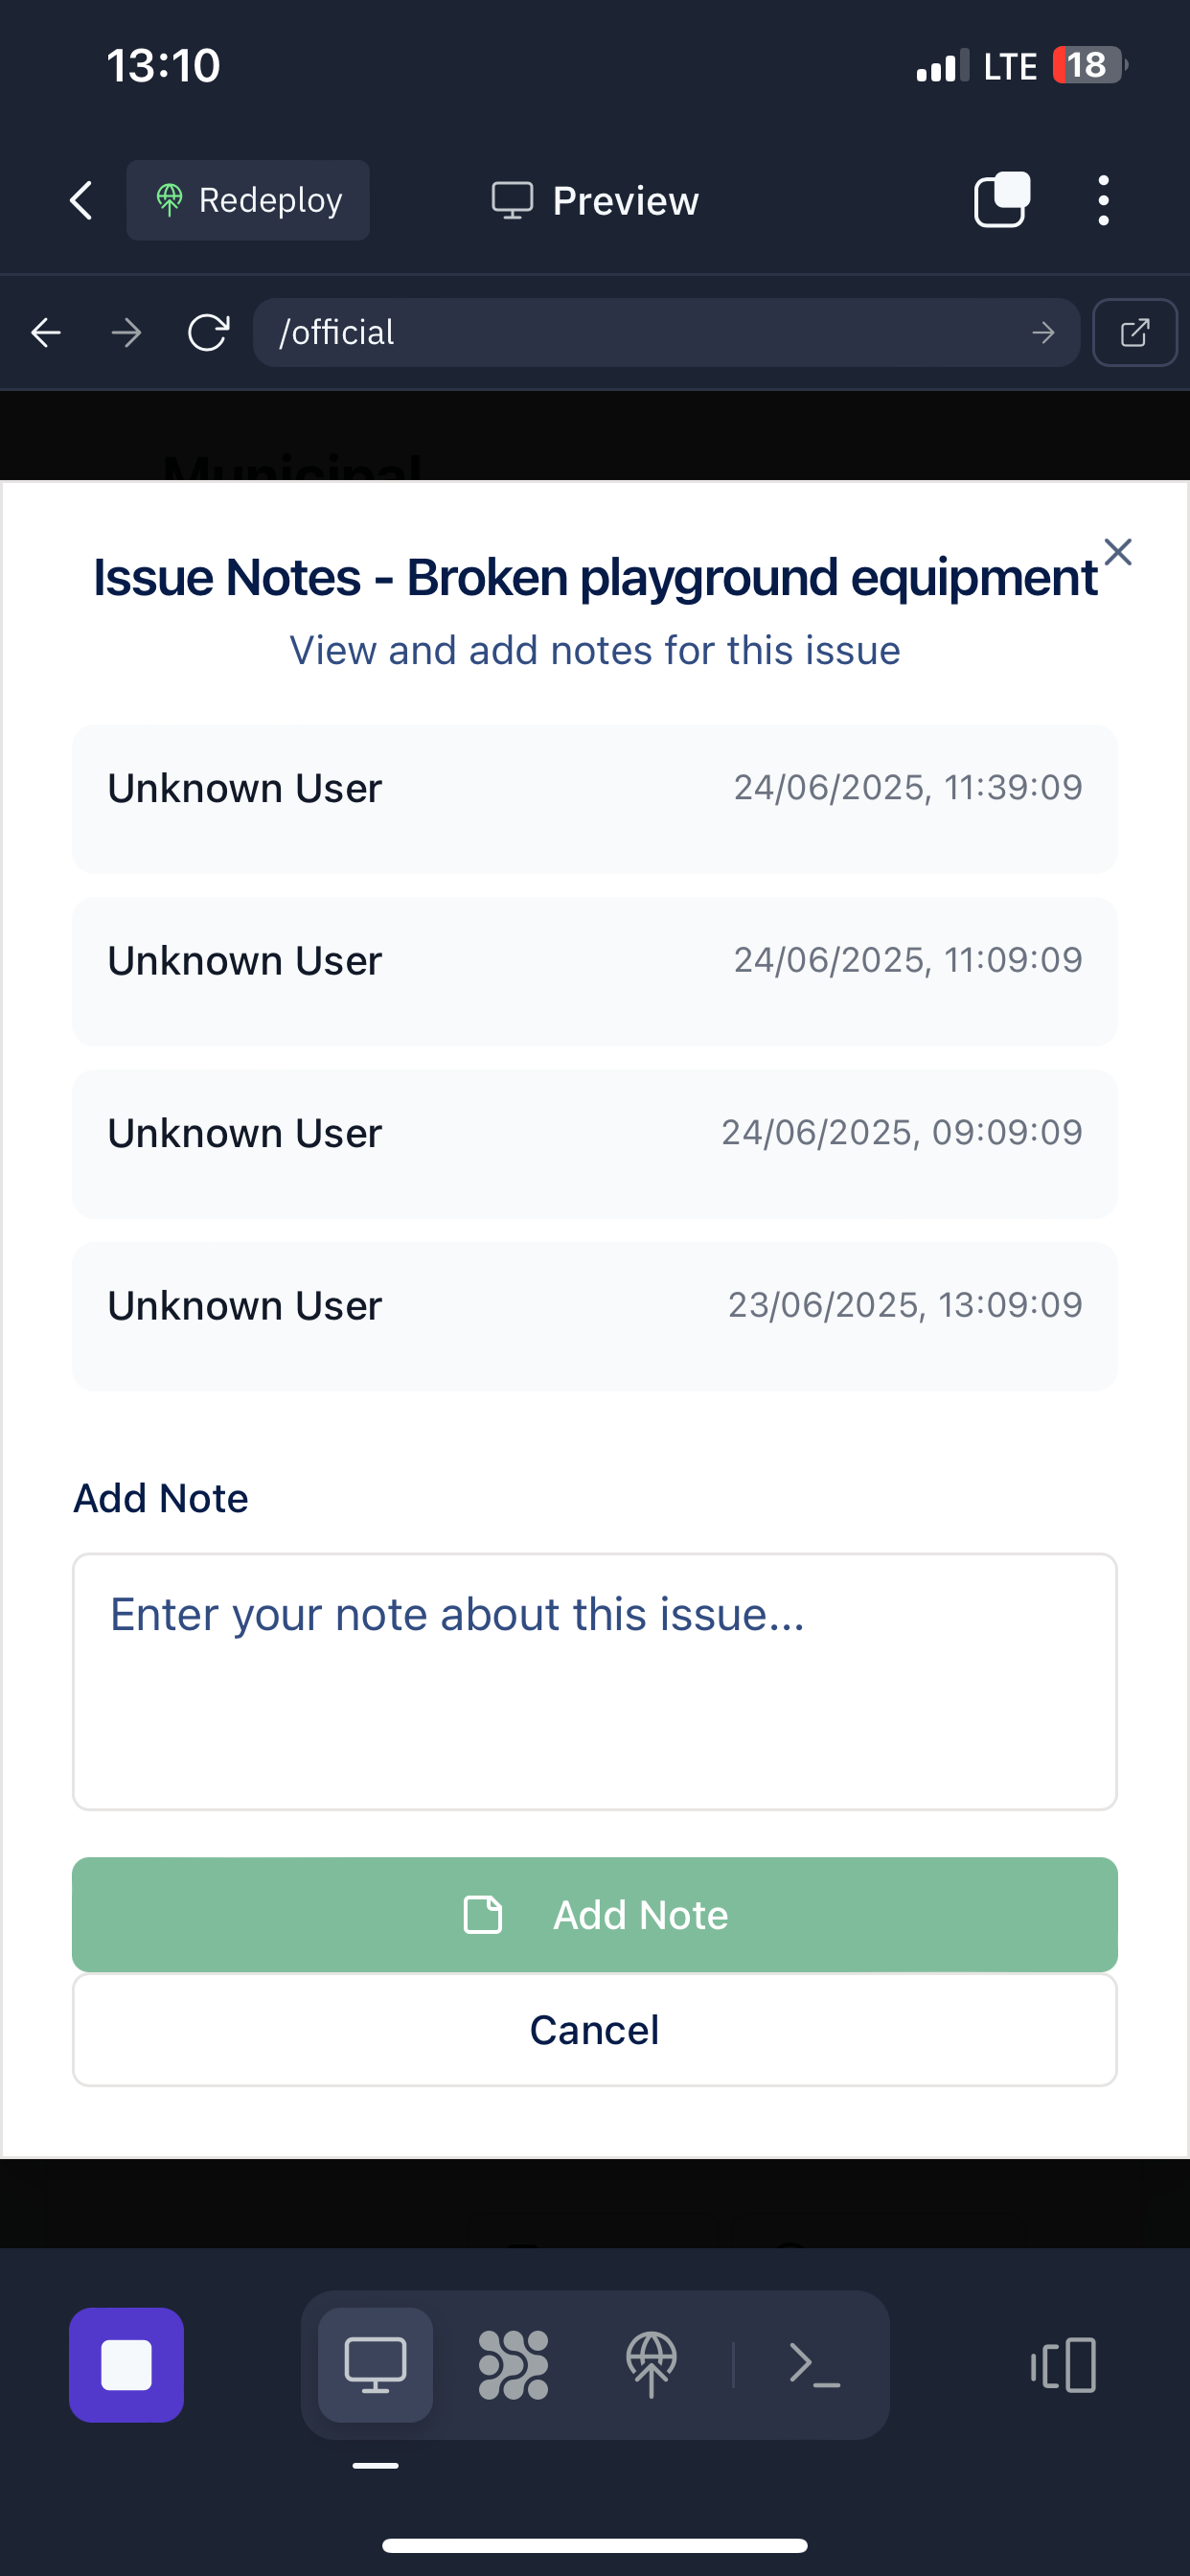 13:10
LTE 18
Redeploy
Preview
/official
Municipal
Issue Notes - Broken playground equipment
View and add notes for this issue
Unknown User 24/06/2025, 11:39:09
Unknown User 24/06/2025, 11:09:09
Unknown User 24/06/2025, 09:09:09
Unknown User 23/06/2025, 13:09:09
Add Note
Enter your note about this issue...
Add Note
Cancel